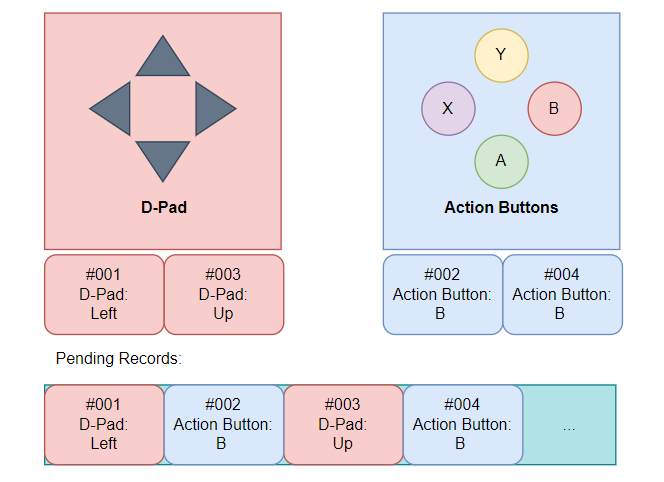 Y
X
B
A
D-Pad
Action Buttons
#001
D-Pad:
Left
#003
D-Pad:
Up
#002
Action Button:
B
#004
Action Button:
B
Pending Records:
#001
D-Pad:
Left
#002
Action Button:
B
#003
D-Pad:
Up
#004
Action Button:
B
...